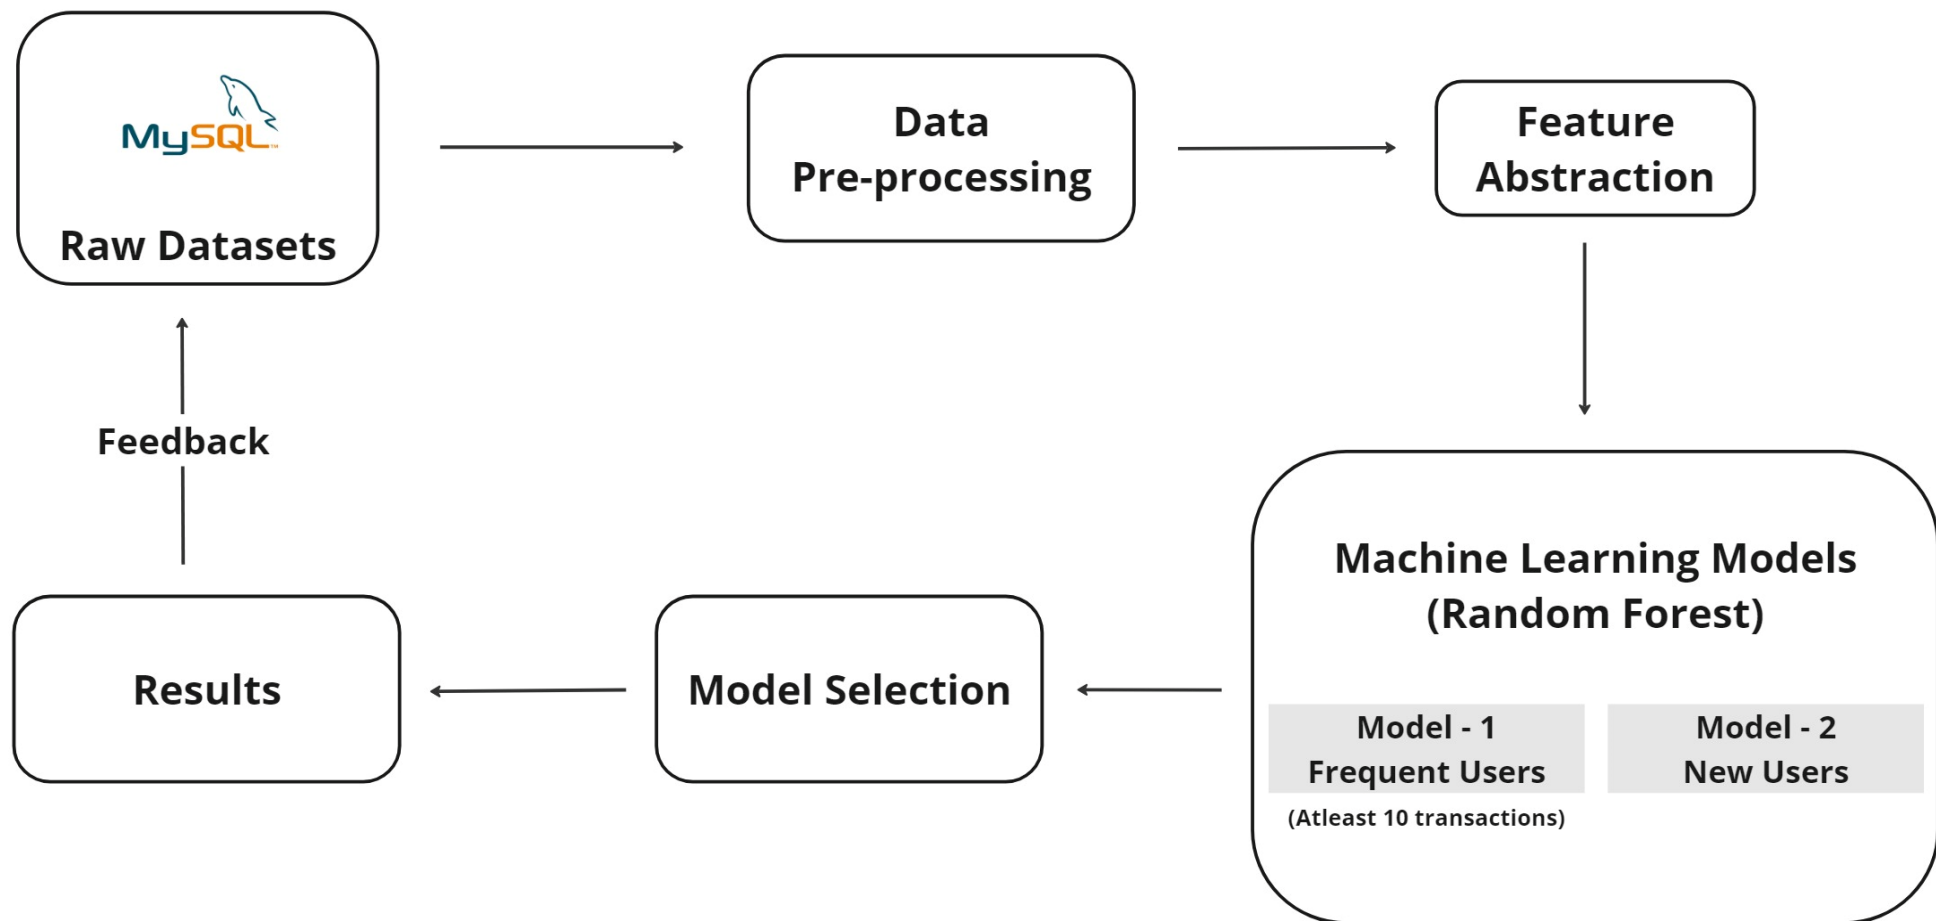 MySQL™
Raw Datasets
Data
Pre-processing
Feature
Abstraction
Feedback
Machine Learning Models
(Random Forest)
Model - 1
Frequent Users
(Atleast 10 transactions)
Model - 2
New Users
Model Selection
Results